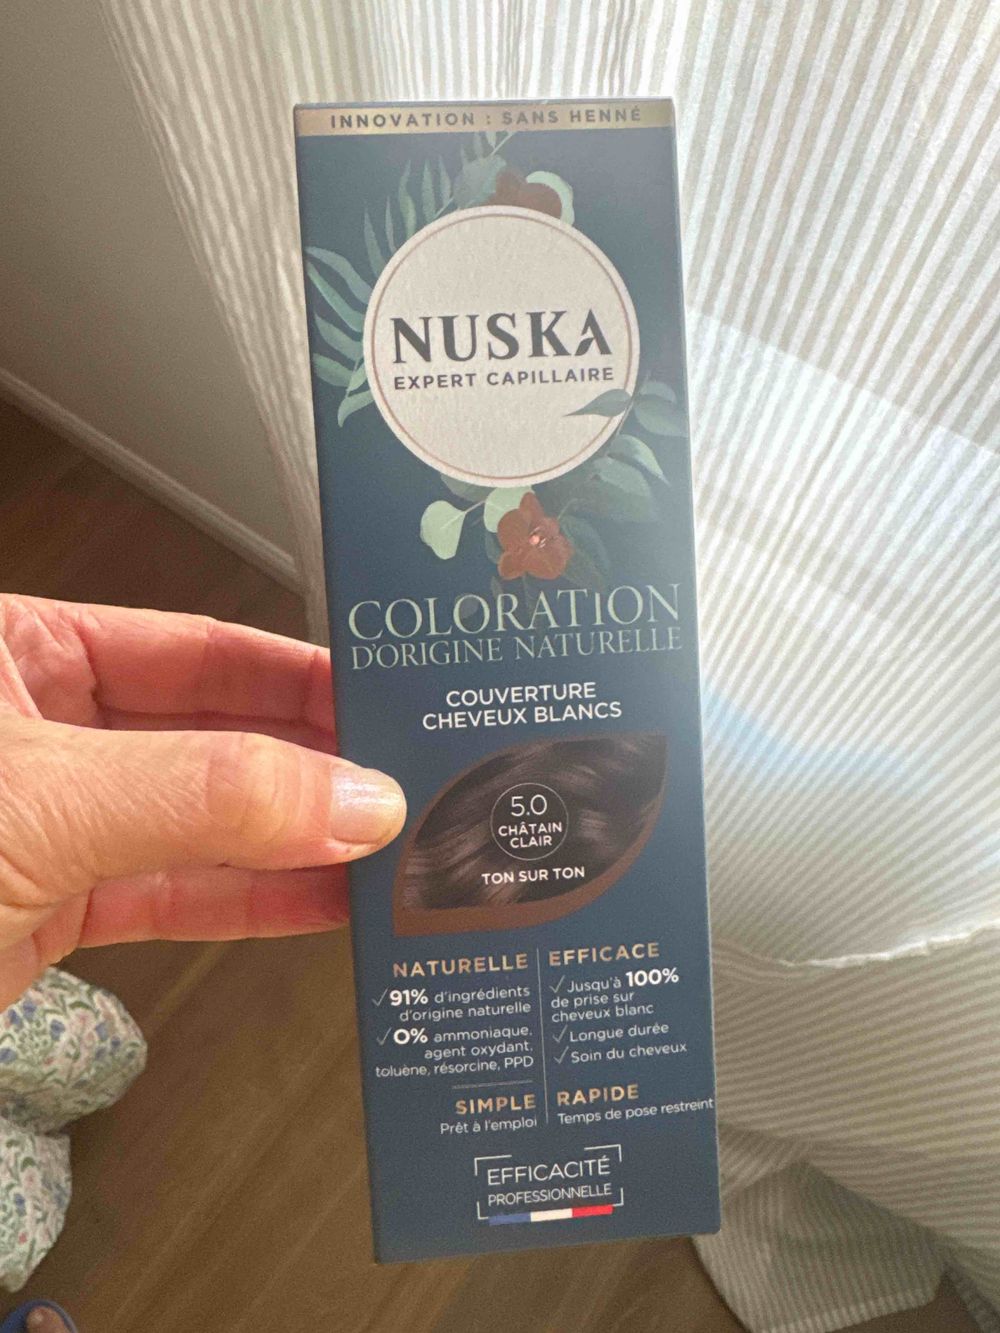 INNOVATION : SANS HENNÉ
NUSKA
EXPERT CAPILLAIRE
COLORATION
D'ORIGINE NATURELLE
COUVERTURE
CHEVEUX BLANCS
5.0
CHÂTAIN
CLAIR
TON SUR TON
NATURELLE
91% d'ingrédients
d'origine naturelle
0% ammoniaque,
agent oxydant,
toluène, résorcine, PPD
EFFICACE
Jusqu'à 100%
de prise sur
cheveux blanc
Longue durée
Soin du cheveux
SIMPLE
Prêt à l'emploi
RAPIDE
Temps de pose restreint
EFFICACITÉ
PROFESSIONNELLE